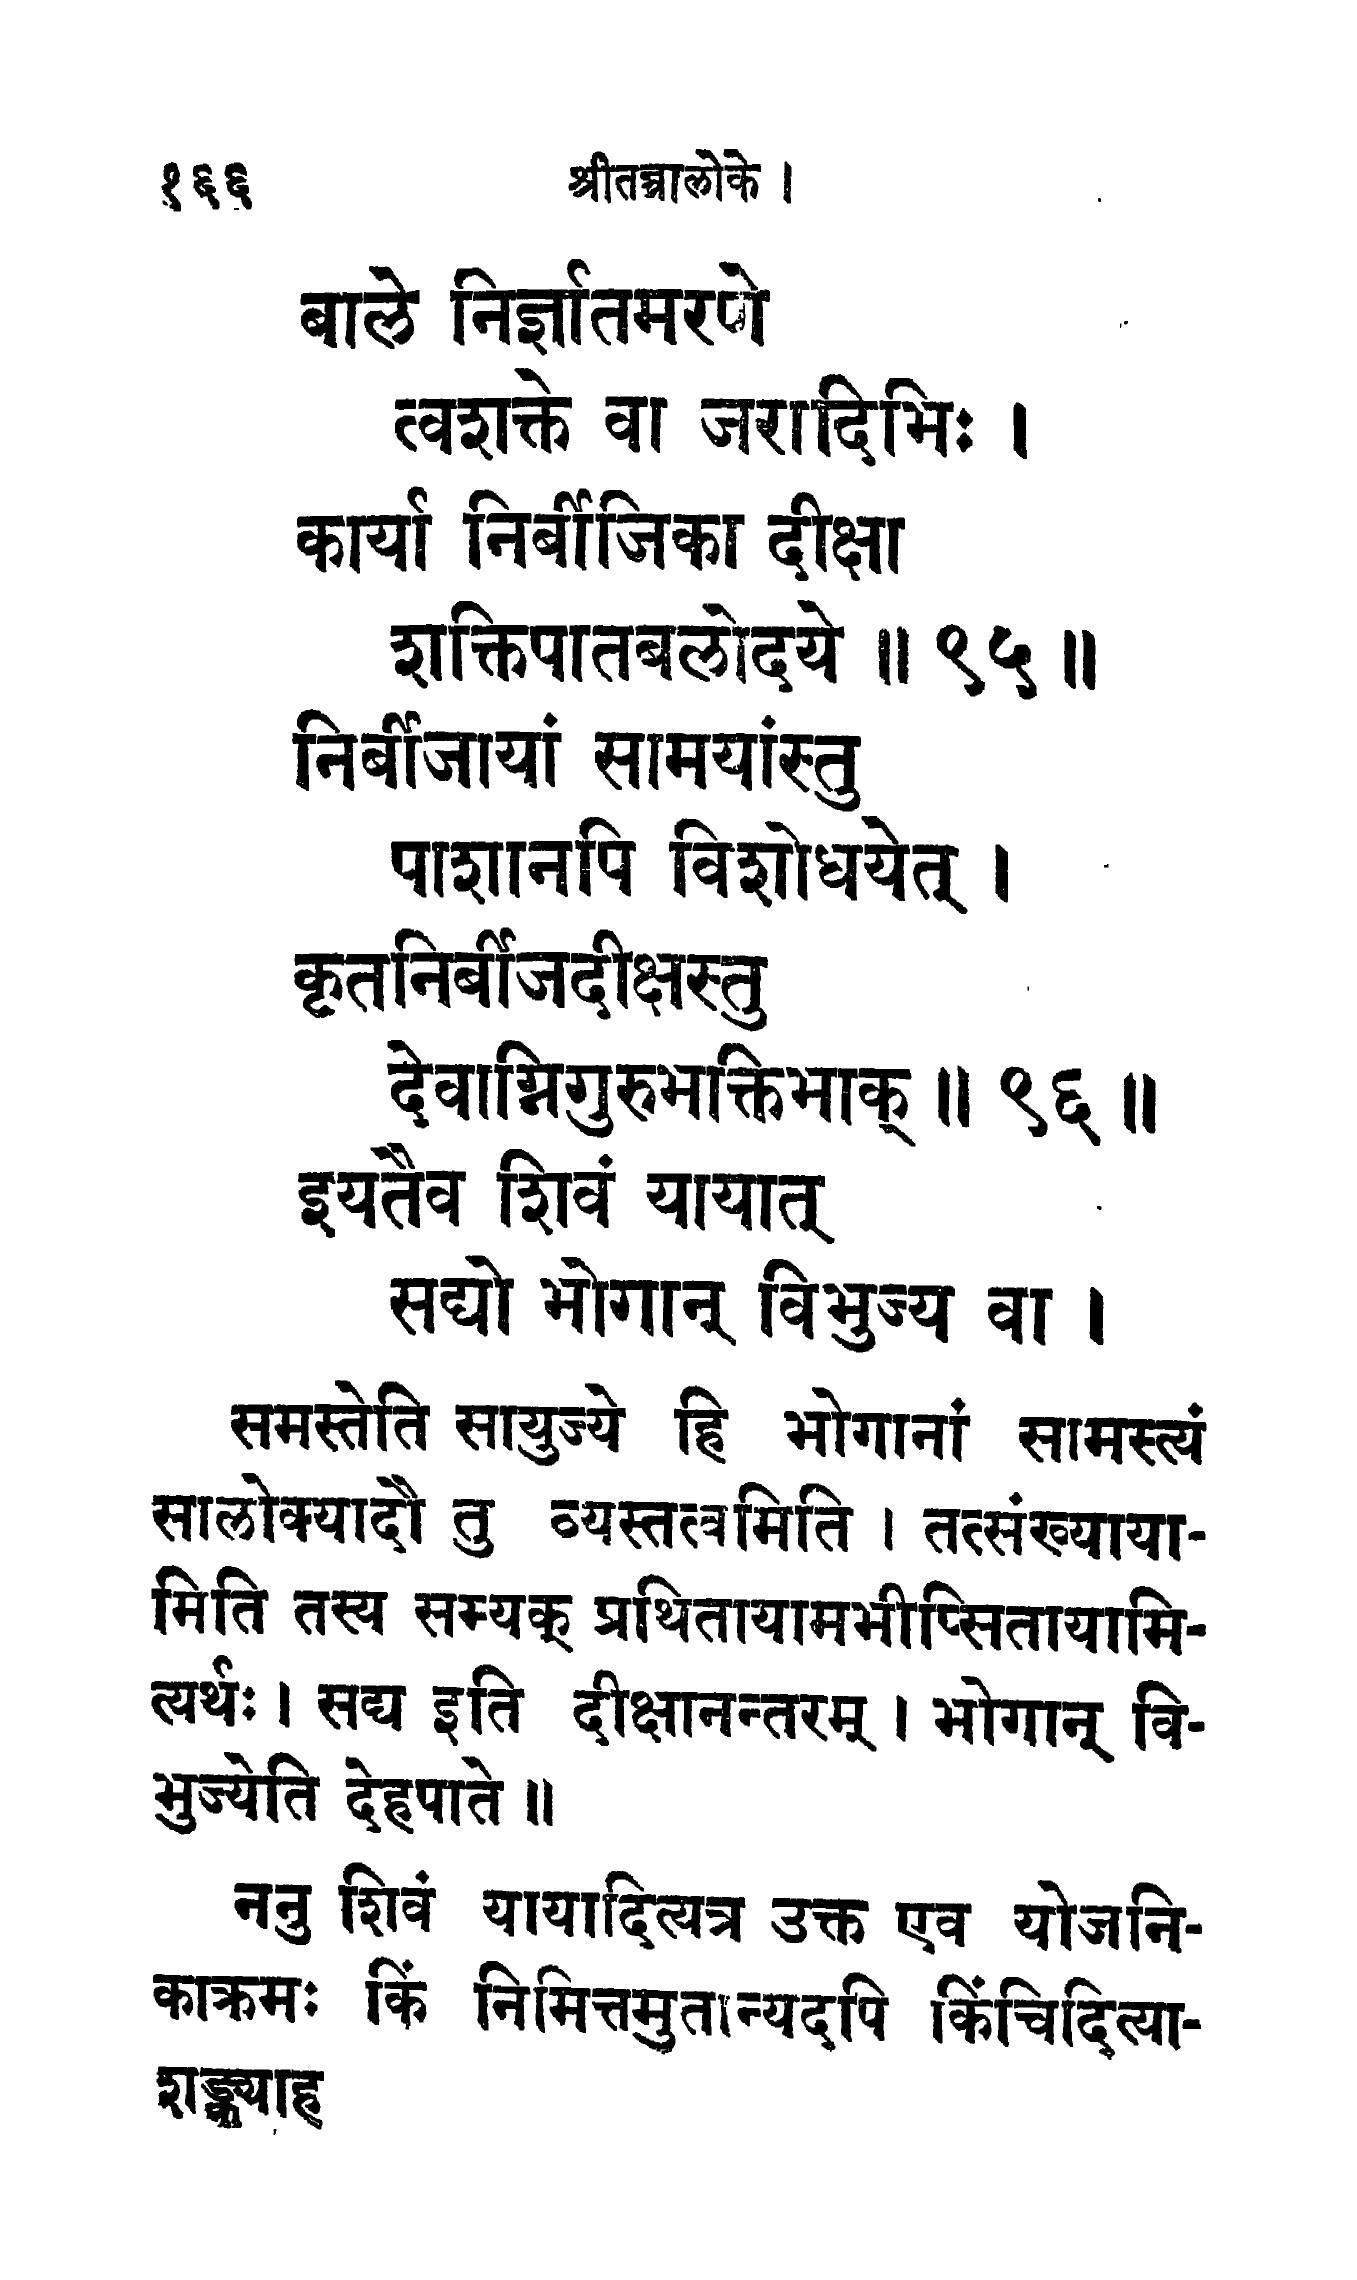 १६६ श्रीतन्त्रालोके ।
बाले निर्ज्ञातमरणे
त्वशक्ते वा जरादिभिः ।
कार्या निर्बीजिका दीक्षा
शक्तिपातबलोदये ॥ ९५ ॥
निर्बीजायां सामयांस्तु
पाशानपि विशोधयेत् ।
कृतनिर्बीजदीक्षस्तु
देवाग्निगुरुभक्तिभाक् ॥ ९६ ॥
इयतैव शिवं यायात्
सद्यो भोगान् विभुज्य वा ।
समस्तेति सायुज्ये हि भोगानां सामस्त्यं
सालोक्यादौ तु व्यस्तत्वमिति । तत्संख्याया-
मिति तस्य सम्यक् प्रथितायामभीप्सितायामि-
त्यर्थः । सद्य इति दीक्षानन्तरम् । भोगान् वि-
भुज्येति देहपाते ॥
ननु शिवं यायादित्यत्र उक्त एव योजनि-
काक्रमः किं निमित्तमुतान्यदपि किंचिदित्या-
शङ्क्याह